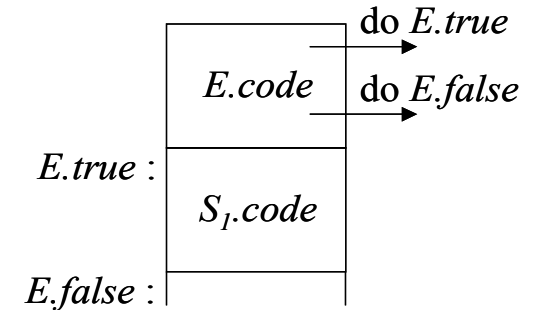 do E.true
E.code
do E.false
E.true :
S1.code
E.false :